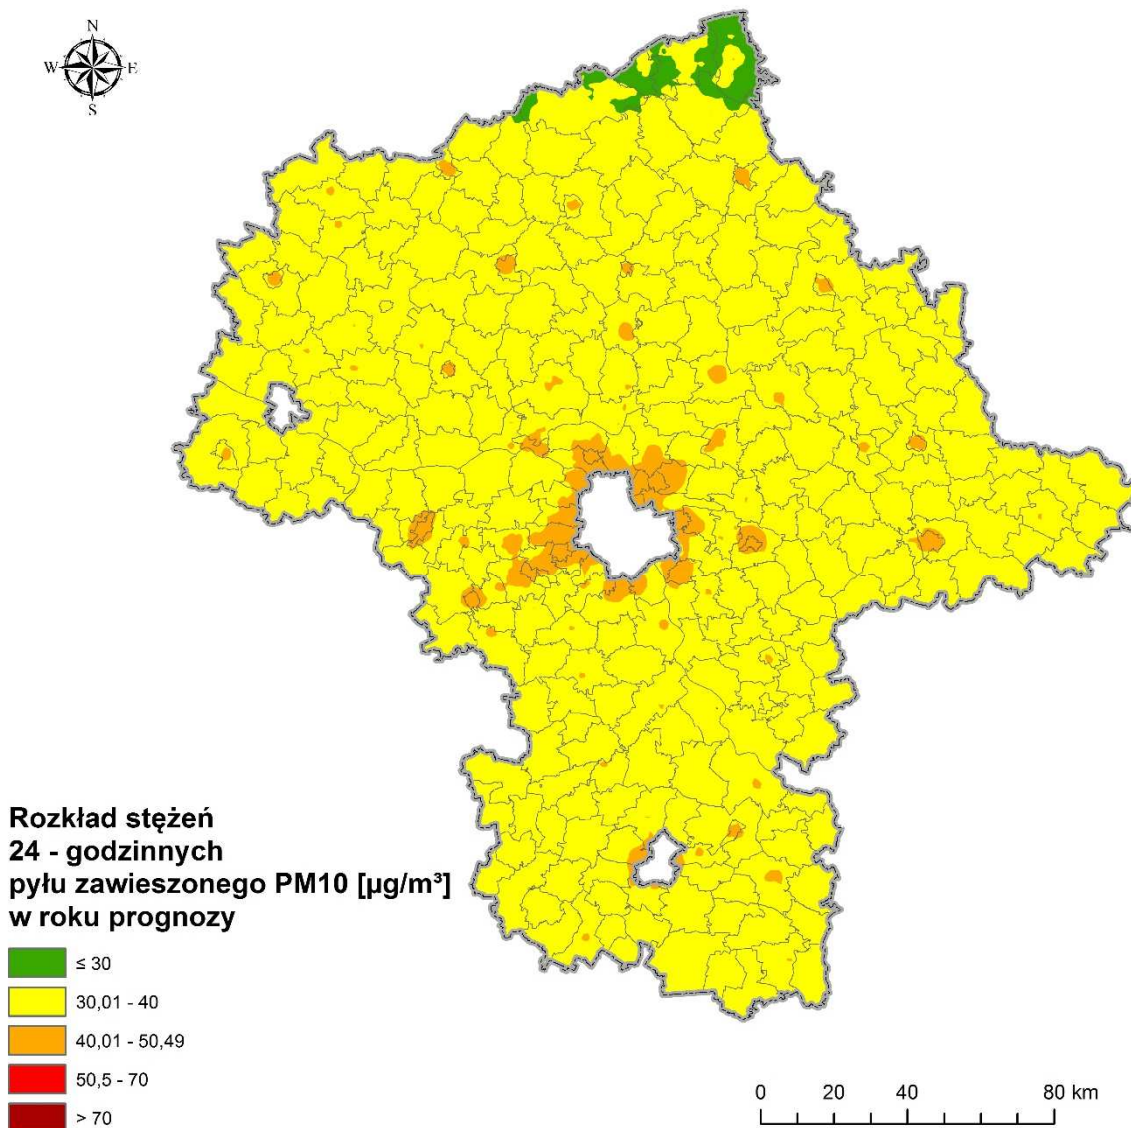 N
W E
S
Rozkład stężeń
24 - godzinnych
pyłu zawieszonego PM10 [µg/m³]
w roku prognozy
≤ 30
30,01 - 40
40,01 - 50,49
50,5 - 70
> 70
0 20 40 80 km